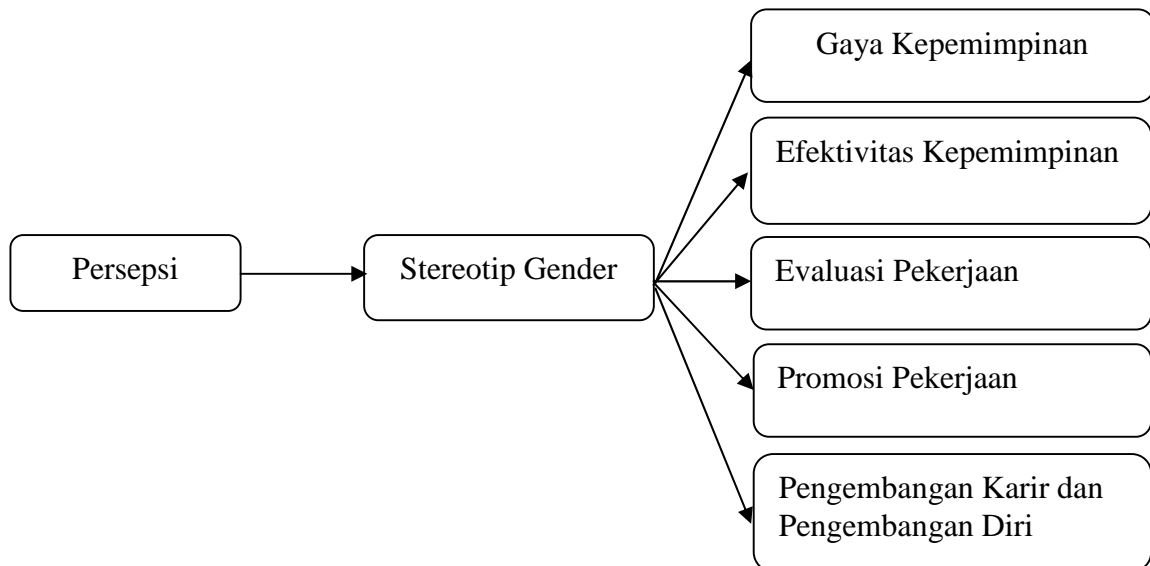 Gaya Kepemimpinan
Efektivitas Kepemimpinan
Persepsi
Stereotip Gender
Evaluasi Pekerjaan
Promosi Pekerjaan
Pengembangan Karir dan
Pengembangan Diri